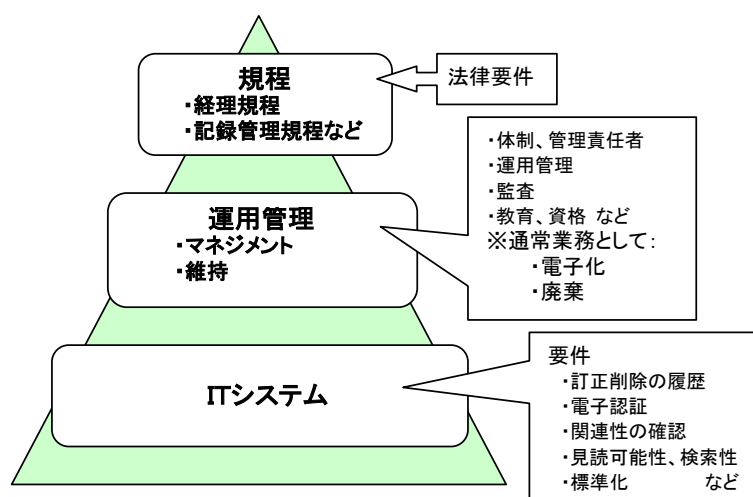 規程
・経理規程
・記録管理規程など
法律要件
運用管理
・マネジメント
・維持
・体制、管理責任者
・運用管理
・監査
・教育、資格 など
※通常業務として：
・電子化
・廃棄
ITシステム
要件
・訂正削除の履歴
・電子認証
・関連性の確認
・見読可能性、検索性
・標準化 など